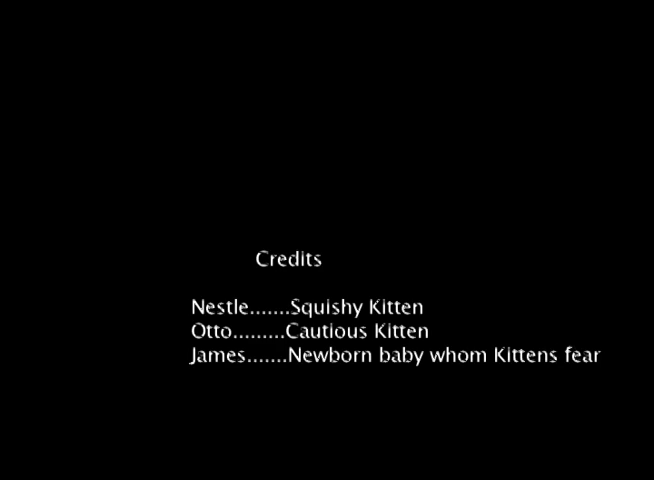 Credits
Nestle.......Squishy Kitten
Otto.........Cautious Kitten
James.......Newborn baby whom Kittens fear